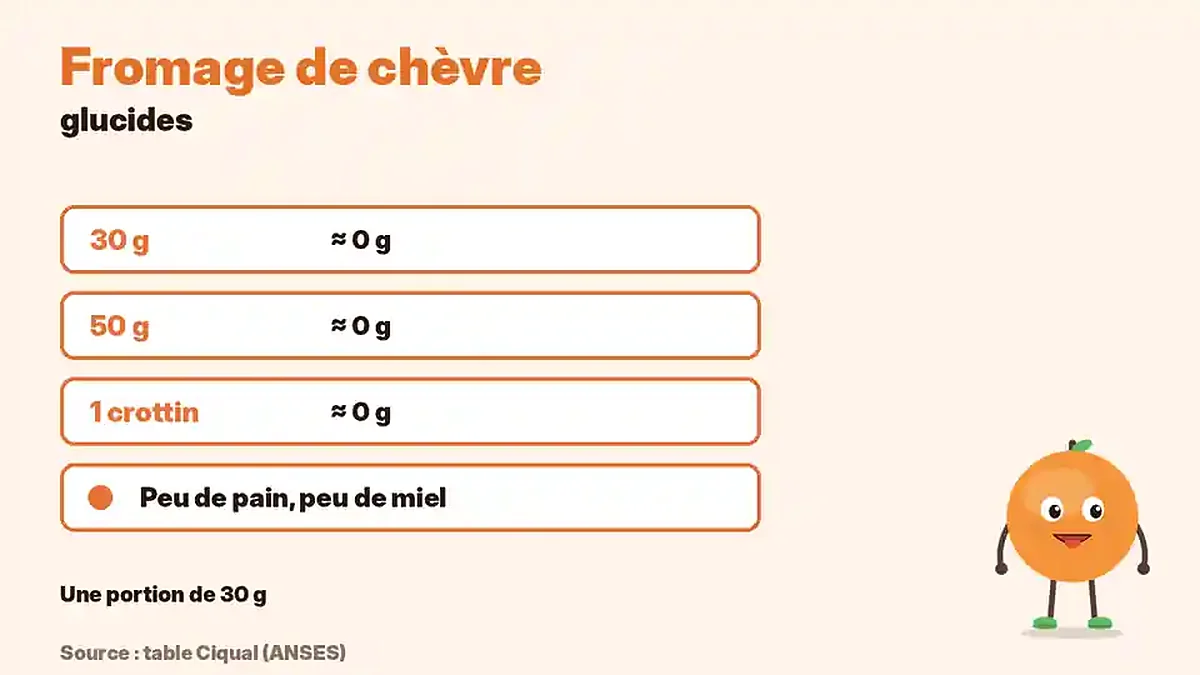 Fromage de chèvre
glucides
30 g ≈ 0 g
50 g ≈ 0 g
1 crottin ≈ 0 g
Peu de pain, peu de miel
Une portion de 30 g
Source : table Ciqual (ANSES)